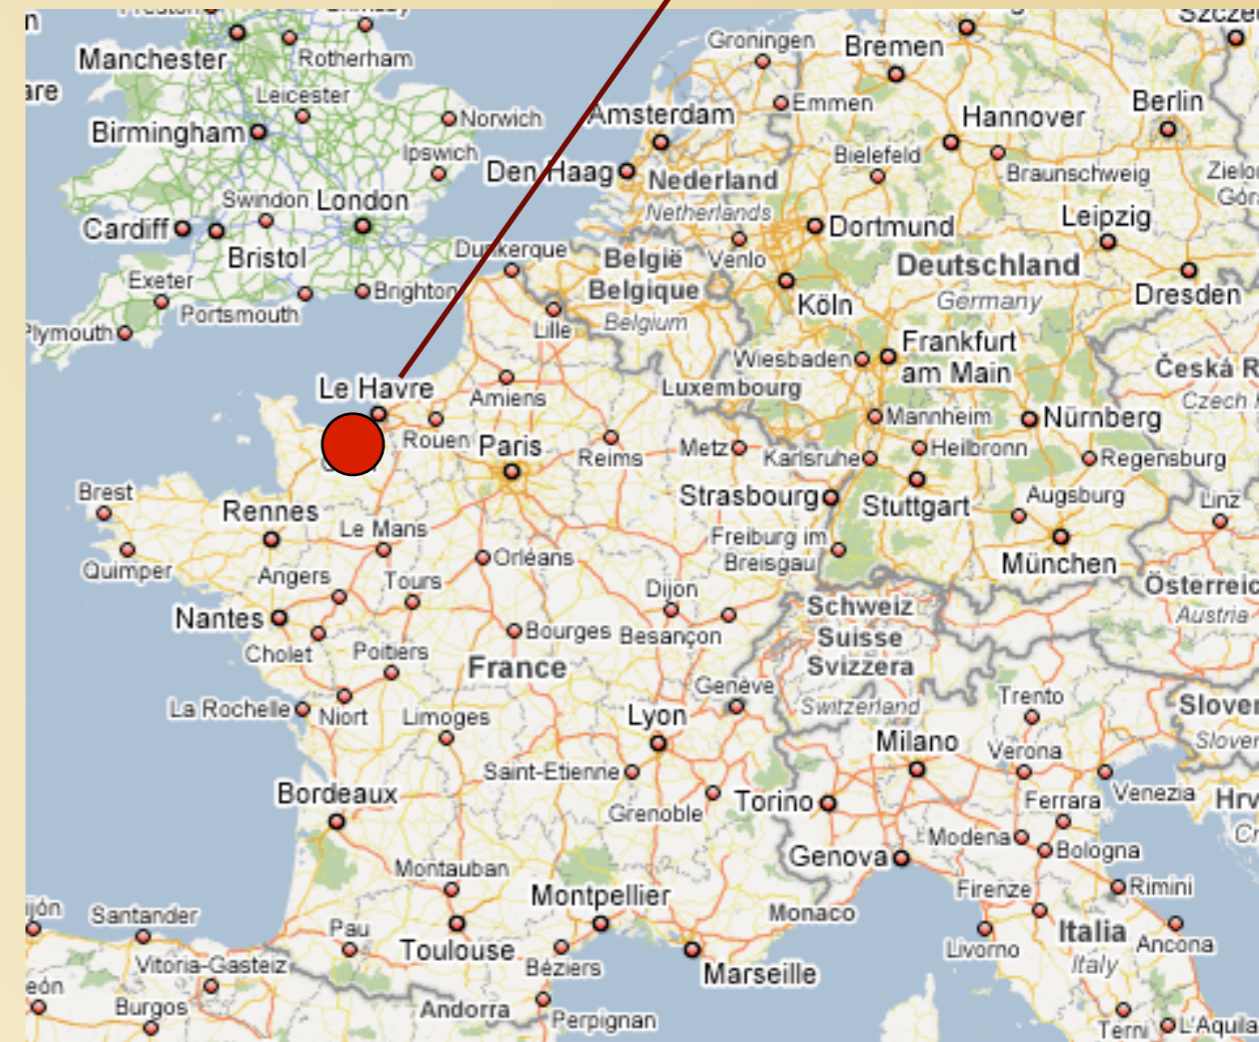 Manchester
Rotherham
Leicester
Birmingham
Norwich
Ipswich
Swindon
London
Cardiff
Bristol
Exeter
Portsmouth
Brighton
Plymouth
Groningen
Bremen
Emmen
Amsterdam
Hannover
Berlin
Den Haag
Nederland
Netherlands
Bielefeld
Braunschweig
Dortmund
Leipzig
Dunkerque
België
Belgique
Belgium
Venlo
Deutschland
Germany
Köln
Dresden
Lille
Wiesbaden
Frankfurt
am Main
Luxembourg
Le Havre
Amiens
Mannheim
Nürnberg
Rouen
Paris
Reims
Metz
Karlsruhe
Heilbronn
Regensburg
Strasbourg
Stuttgart
Augsburg
Linz
Brest
Rennes
Le Mans
Quimper
Orléans
Freiburg im
Breisgau
München
Angers
Tours
Dijon
Nantes
Bourges
Besançon
Schweiz
Suisse
Svizzera
Switzerland
Austria
Cholet
Poitiers
France
Genève
Trento
La Rochelle
Niort
Limoges
Lyon
Milano
Verona
Saint-Etienne
Grenoble
Torino
Venezia
Bordeaux
Ferrara
Modena
Bologna
Genova
Montauban
Montpellier
Firenze
Rimini
Monaco
Santander
Pau
Toulouse
Béziers
Marseille
Livorno
Italia
Italy
Ancona
Vitoria-Gasteiz
Burgos
Andorra
Perpignan
Terni
L'Aquila